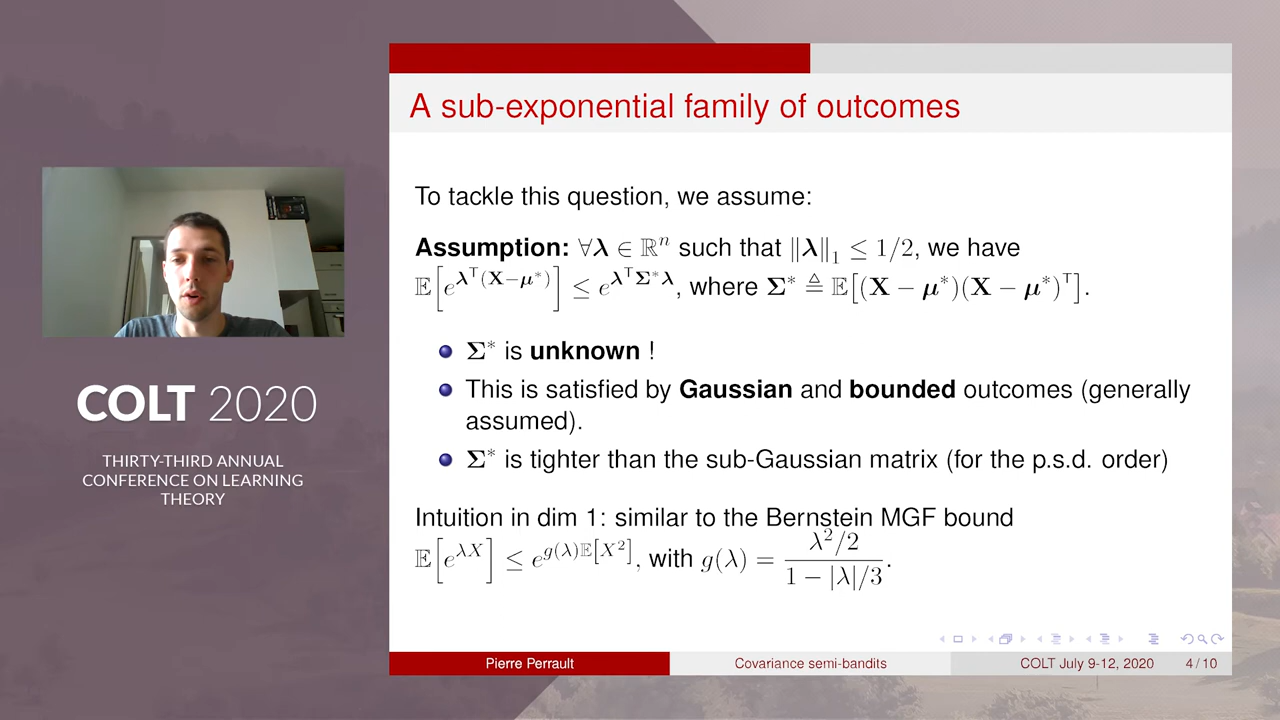 A sub-exponential family of outcomes
To tackle this question, we assume:
Assumption: ∀λ ∈ ℝⁿ such that ‖λ‖₁ ≤ 1/2, we have
𝔼[e^{λ^⊤(X−μ*)}] ≤ e^{λ^⊤Σ*λ}, where Σ* ≜ 𝔼[(X − μ*)(X − μ*)^⊤].
Σ* is unknown !
This is satisfied by Gaussian and bounded outcomes (generally
assumed).
Σ* is tighter than the sub-Gaussian matrix (for the p.s.d. order)
Intuition in dim 1: similar to the Bernstein MGF bound
𝔼[e^{λX}] ≤ e^{g(λ)𝔼[X²]}, with g(λ) = \frac{λ²/2}{1 − |λ|/3}.
Pierre Perrault Covariance semi-bandits COLT July 9-12, 2020 4/10
COLT 2020
THIRTY-THIRD ANNUAL
CONFERENCE ON LEARNING
THEORY